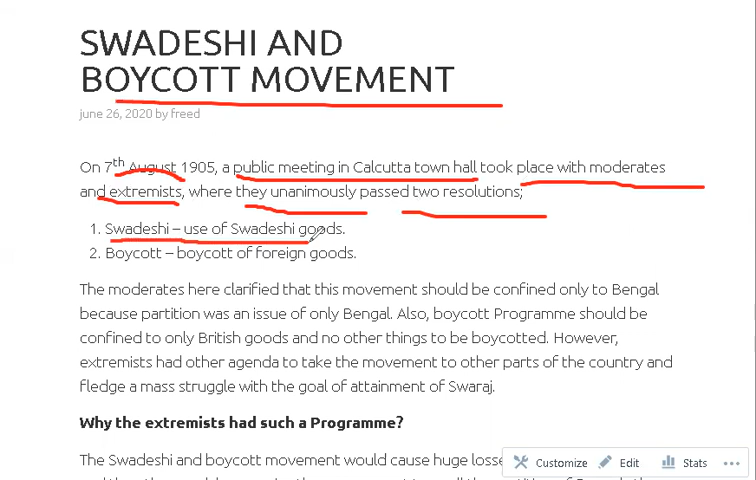 SWADESHI AND
BOYCOTT MOVEMENT
june 26, 2020 by freed
On 7th August 1905, a public meeting in Calcutta town hall took place with moderates
and extremists, where they unanimously passed two resolutions;
1. Swadeshi – use of Swadeshi goods.
2. Boycott – boycott of foreign goods.
The moderates here clarified that this movement should be confined only to Bengal
because partition was an issue of only Bengal. Also, boycott Programme should be
confined to only British goods and no other things to be boycotted. However,
extremists had other agenda to take the movement to other parts of the country and
fledge a mass struggle with the goal of attainment of Swaraj.
Why the extremists had such a Programme?
The Swadeshi and boycott movement would cause huge losse
Customize Edit Stats